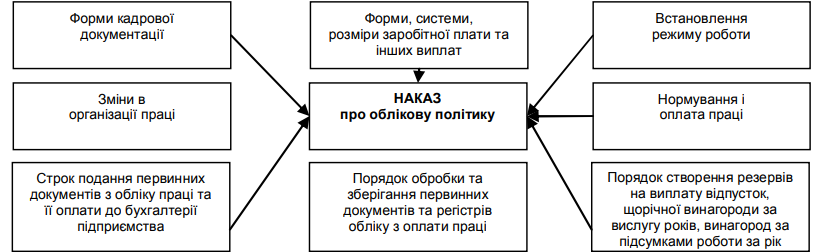 Форми кадрової
документації
Форми, системи,
розміри заробітної плати та
інших виплат
Встановлення
режиму роботи
Зміни в
організації праці
НАКАЗ
про облікову політику
Нормування і
оплата праці
Строк подання первинних
документів з обліку праці та
її оплати до бухгалтерії
підприємства
Порядок обробки та
зберігання первинних
документів та регістрів
обліку з оплати праці
Порядок створення резервів
на виплату відпусток,
щорічної винагороди за
вислугу років, винагород за
підсумками роботи за рік